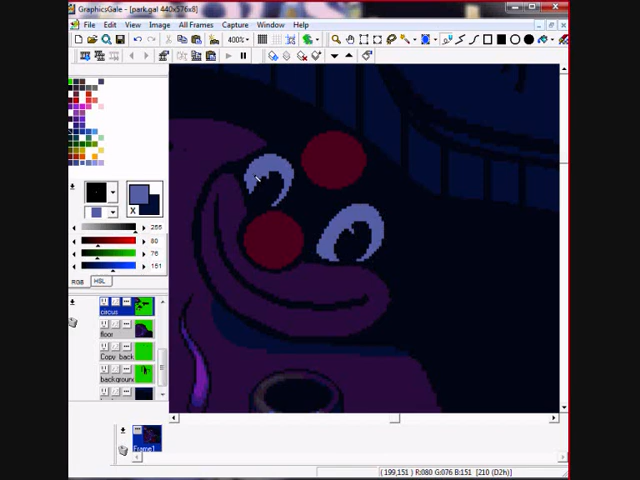 GraphicsGale - [park.gal 440x576x8]
File Edit View Image All Frames Capture Window Help
400%
X
255
80
76
151
RGB HSL
circus
floor
Copy back
background
Frame1
( 199,151 ) R:080 G:076 B:151 [210 (D2h)]